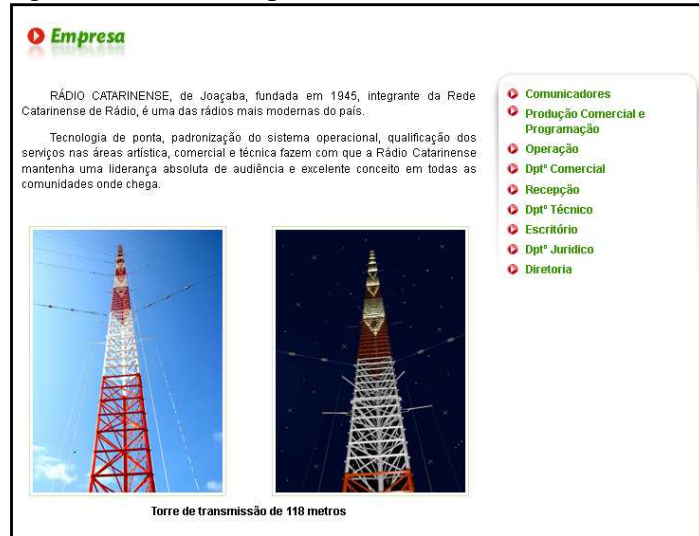 Empresa
RÁDIO CATARINENSE, de Joaçaba, fundada em 1945, integrante da Rede
Catarinense de Rádio, é uma das rádios mais modernas do país.
Tecnologia de ponta, padronização do sistema operacional, qualificação dos
serviços nas áreas artística, comercial e técnica fazem com que a Rádio Catarinense
mantenha uma liderança absoluta de audiência e excelente conceito em todas as
comunidades onde chega.
Torre de transmissão de 118 metros
Comunicadores
Produção Comercial e
Programação
Operação
Dptº Comercial
Recepção
Dptº Técnico
Escritório
Dptº Juridico
Diretoria